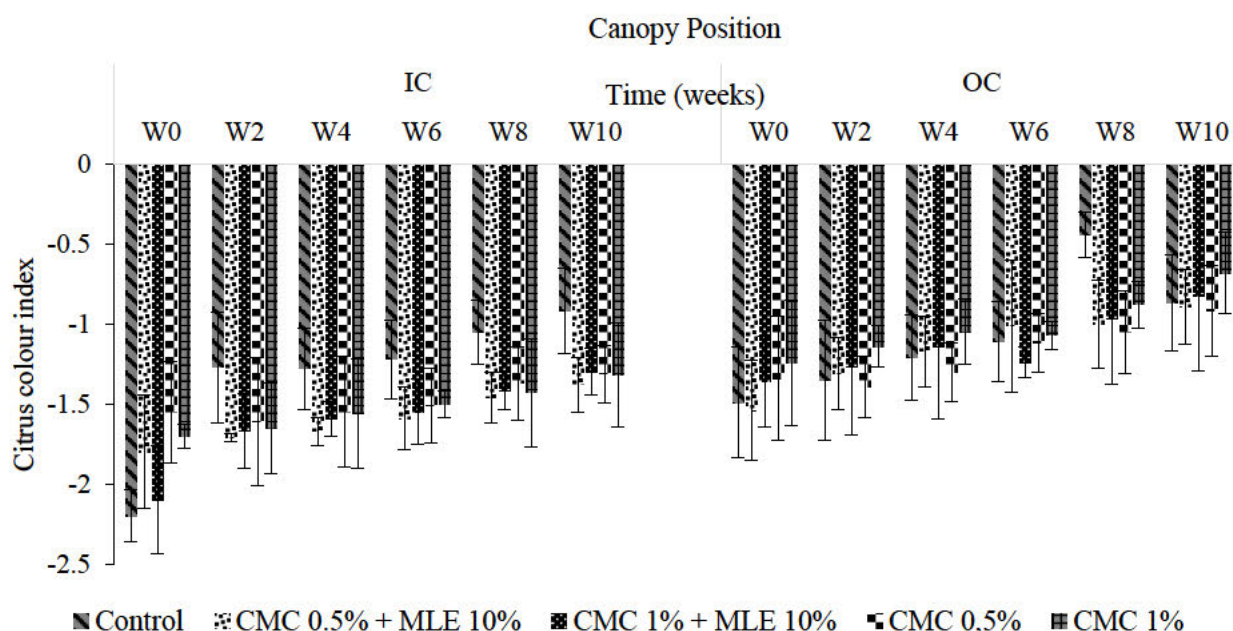 Canopy Position
IC OC
Time (weeks)
W0 W2 W4 W6 W8 W10 W0 W2 W4 W6 W8 W10
0
-0.5
-1
-1.5
-2
-2.5
Citrus colour index
Control CMC 0.5% + MLE 10% CMC 1% + MLE 10% CMC 0.5% CMC 1%